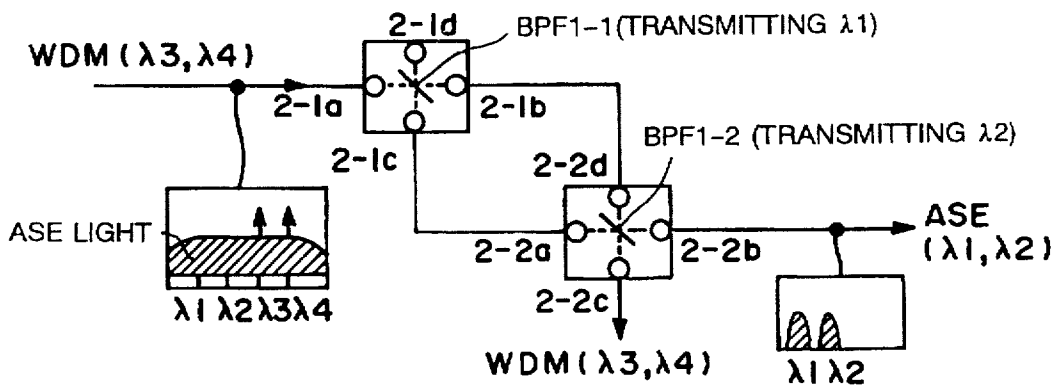 2-1d
BPF1-1(TRANSMITTING λ1)
WDM(λ3,λ4)
2-1a
2-1b
2-1c
BPF1-2 (TRANSMITTING λ2)
2-2d
ASE LIGHT
ASE
(λ1,λ2)
2-2a
2-2b
2-2c
λ1 λ2 λ3 λ4
WDM(λ3,λ4)
λ1 λ2